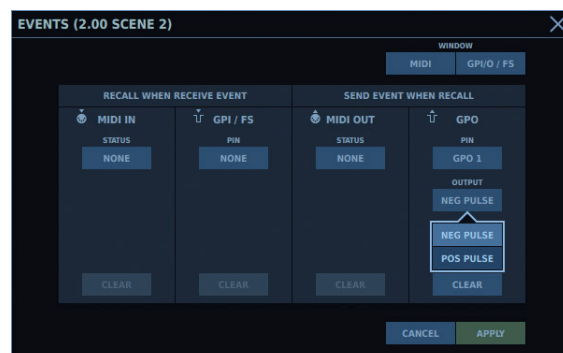 EVENTS (2.00 SCENE 2)
WINDOW
MIDI GPI/O / FS
RECALL WHEN RECEIVE EVENT SEND EVENT WHEN RECALL
MIDI IN GPI / FS MIDI OUT GPO
STATUS PIN STATUS PIN
NONE NONE NONE GPO 1
OUTPUT
NEG PULSE
NEG PULSE
POS PULSE
CLEAR CLEAR CLEAR CLEAR
CANCEL APPLY